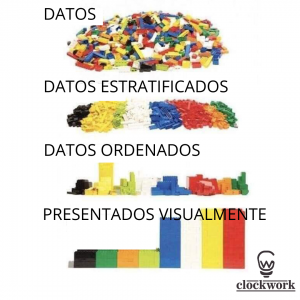 DATOS
DATOS ESTRATIFICADOS
DATOS ORDENADOS
PRESENTADOS VISUALMENTE
clockwork